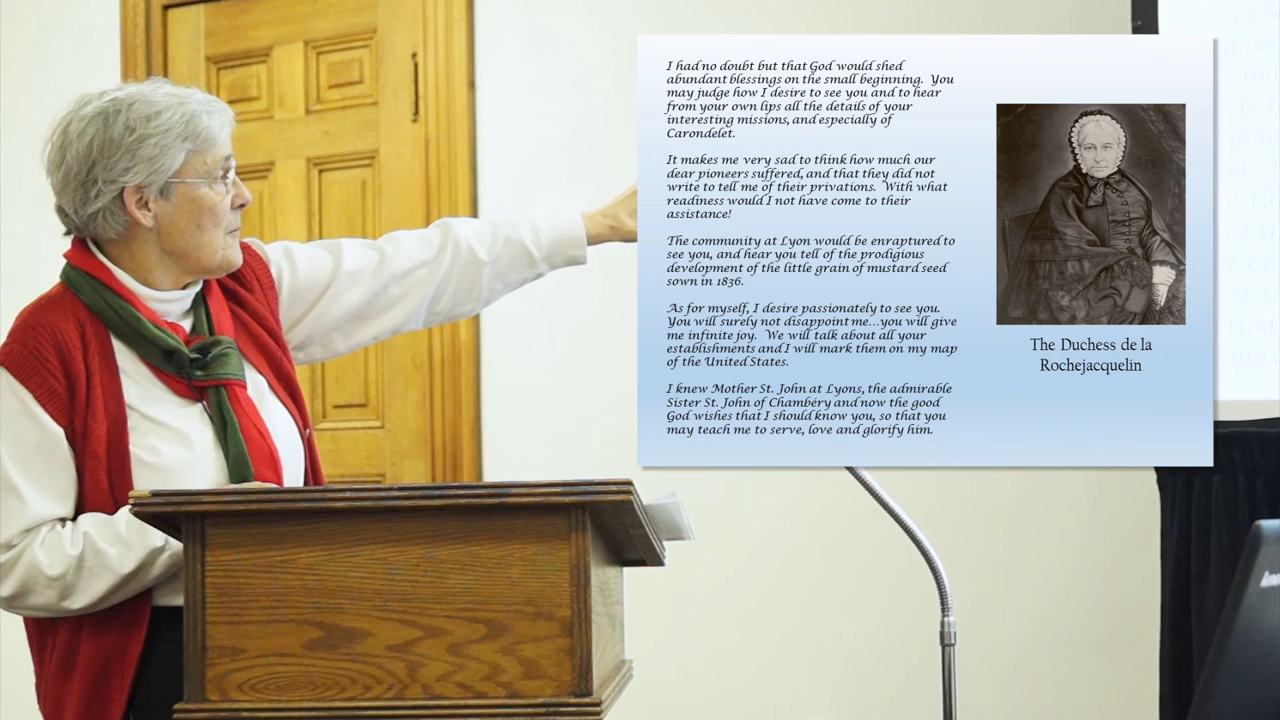 I had no doubt but that God would shed
abundant blessings on the small beginning. You
may judge how I desire to see you and to hear
from your own lips all the details of your
interesting missions, and especially of
Carondelet.
It makes me very sad to think how much our
dear pioneers suffered, and that they did not
write to tell me of their privations. With what
readiness would I not have come to their
assistance!
The community at Lyon would be enraptured to
see you, and hear you tell of the prodigious
development of the little grain of mustard seed
sown in 1836.
As for myself, I desire passionately to see you.
You will surely not disappoint me...you will give
me infinite joy. We will talk about all your
establishments and I will mark them on my map
of the United States.
I knew Mother St. John at Lyons, the admirable
Sister St. John of Chambéry and now the good
God wishes that I should know you, so that you
may teach me to serve, love and glorify him.
The Duchess de la
Rochejacquelin